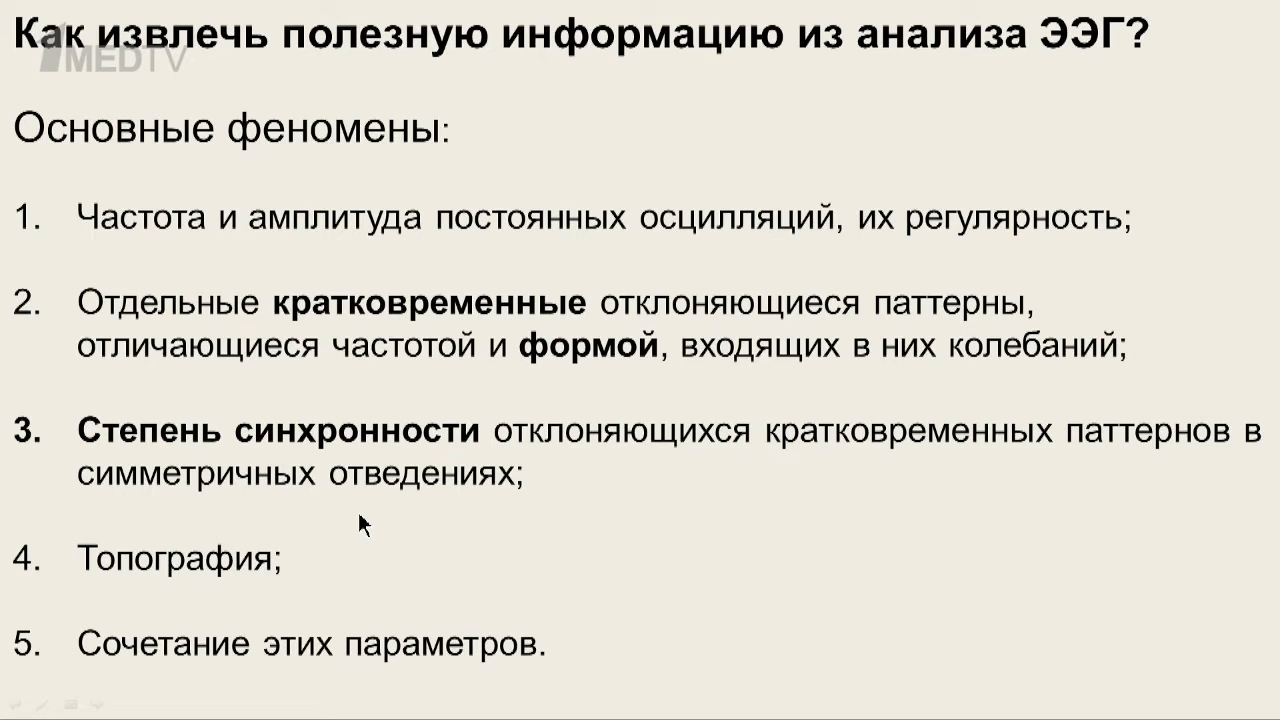 Как извлечь полезную информацию из анализа ЭЭГ?
1MEDTV
Основные феномены:
1. Частота и амплитуда постоянных осцилляций, их регулярность;
2. Отдельные кратковременные отклоняющиеся паттерны,
отличающиеся частотой и формой, входящих в них колебаний;
3. Степень синхронности отклоняющихся кратковременных паттернов в
симметричных отведениях;
4. Топография;
5. Сочетание этих параметров.